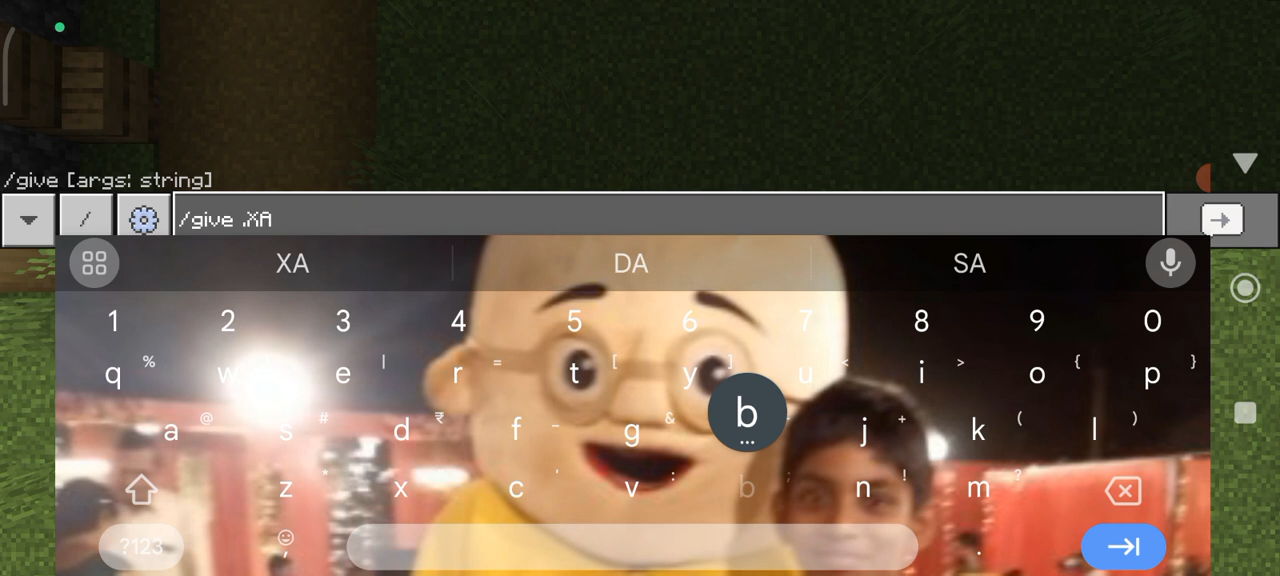 /give [args: string]
/ /give .XA
XA DA SA
1 2 3 4 5 6 7 8 9 0
q % w e | r = t [ y ] u < i > o { p }
a @ s # d ₹ f - g & b ... j + k ( l )
z * x c ' v : b ; n ! m ?
?123 , .